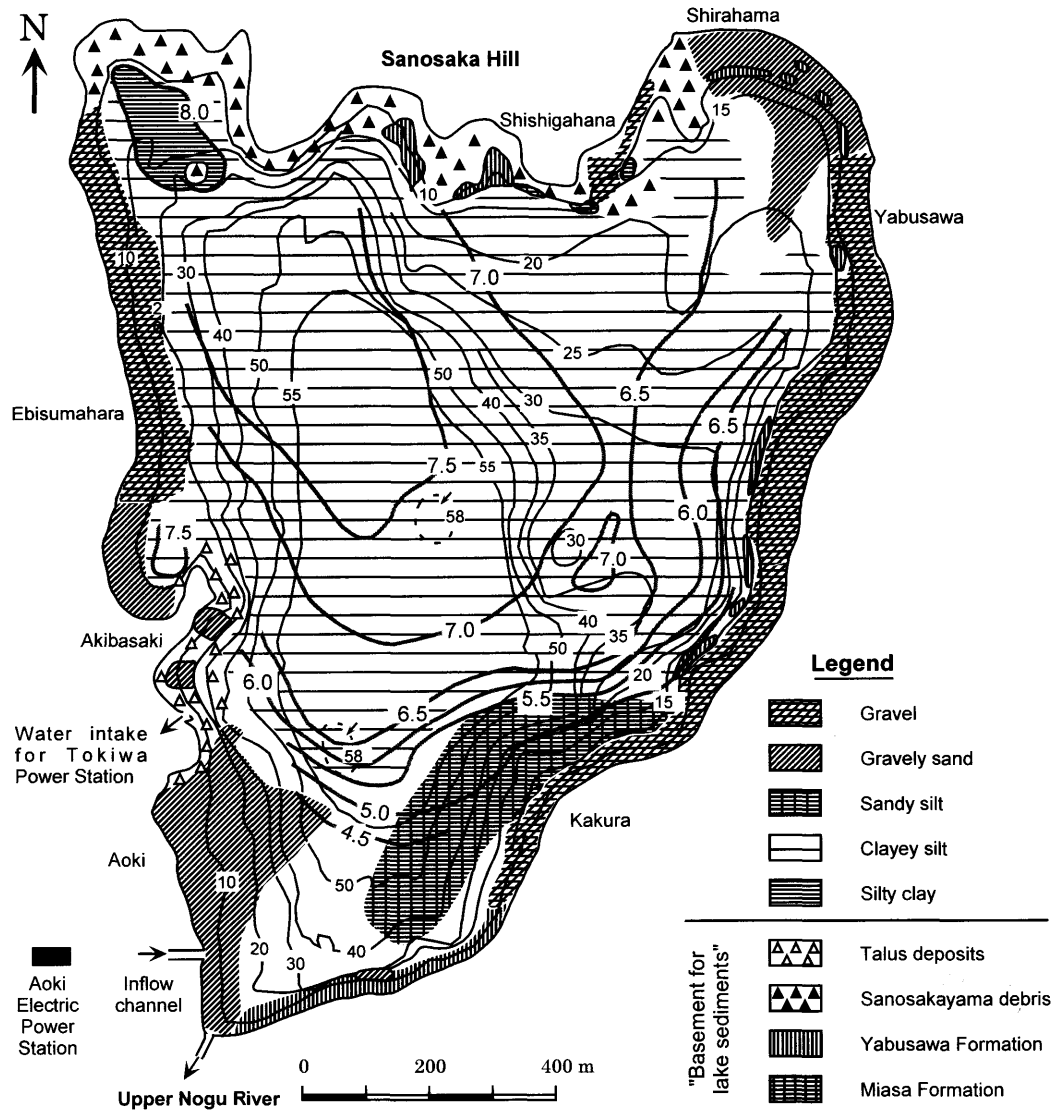 N
Shirahama
Sanosaka Hill
Shishigahana
8.0
15
10
Yabusawa
10
30
7.0
20
2
40
50
25
55
50
6.5
Ebisumahara
40
30
6.5
35
7.5
55
58
6.0
7.5
30
7.0
Akibasaki
7.0
40
50
35
6.0
20
5.5
15
6.5
58
Water intake
for Tokiwa
Power Station
5.0
4.5
Kakura
Aoki
10
50
20
30
40
Aoki
Electric
Power
Station
Inflow
channel
Upper Nogu River
0 200 400 m
Legend
Gravel
Gravely sand
Sandy silt
Clayey silt
Silty clay
"Basement for
lake sediments"
Talus deposits
Sanosakayama debris
Yabusawa Formation
Miasa Formation